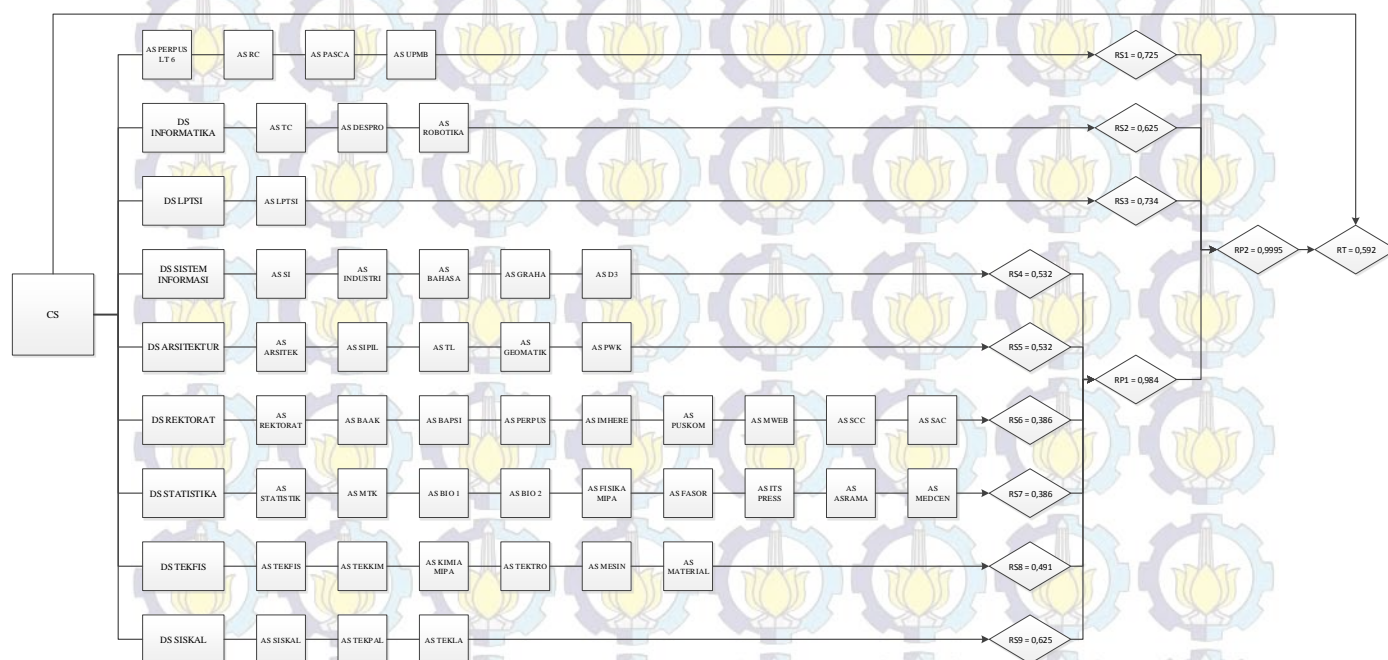 AS PERPUS
LT 6
AS RC
AS PASCA
AS UPMB
RS1 = 0,725
DS
INFORMATIKA
AS TC
AS DESPRO
AS
ROBOTIKA
RS2 = 0,625
DS LPTSI
AS LPTSI
RS3 = 0,734
RP2 = 0,9995
RT = 0,592
CS
DS SISTEM
INFORMASI
AS SI
AS
INDUSTRI
AS
BAHASA
AS GRAHA
AS D3
RS4 = 0,532
DS ARSITEKTUR
AS
ARSITEK
AS SIPIL
AS TL
AS
GEOMATIK
AS PWK
RS5 = 0,532
RP1 = 0,984
DS REKTORAT
AS
REKTORAT
AS BAAK
AS BAPSI
AS PERPUS
AS IMHERE
AS
PUSKOM
AS MWEB
AS SCC
AS SAC
RS6 = 0,386
DS STATISTIKA
AS
STATISTIK
AS MTK
AS BIO 1
AS BIO 2
AS FISIKA
MIPA
AS FASOR
AS ITS
PRESS
AS
ASRAMA
AS
MEDCEN
RS7 = 0,386
DS TEKFIS
AS TEKFIS
AS TEKKIM
AS KIMIA
MIPA
AS TEKTRO
AS MESIN
AS
MATERIAL
RS8 = 0,491
DS SISKAL
AS SISKAL
AS TEKPAL
AS TEKLA
RS9 = 0,625